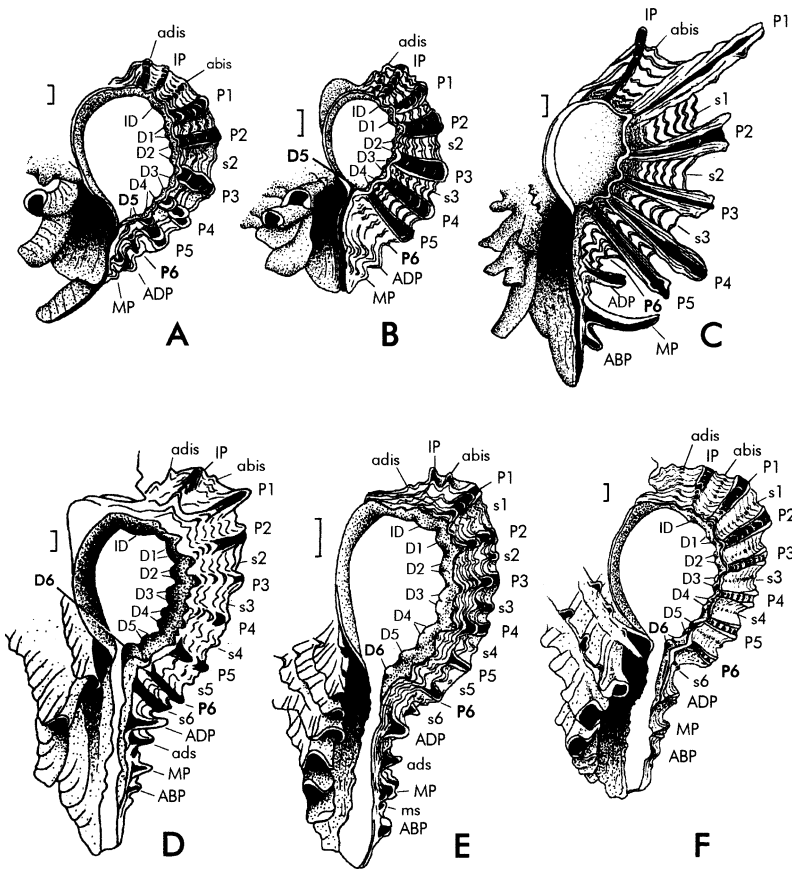 adis
IP
abis
P1
ID
D1
P2
D2
s2
D3
D4
P3
D5
P4
P5
P6
ADP
MP
A
adis
IP
P1
ID
D1
P2
D2
s2
D3
D5
D4
P3
s3
P4
P5
P6
ADP
MP
B
IP
abis
P1
s1
P2
s2
P3
s3
P4
ADP
P6
P5
MP
ABP
C
adis
IP
abis
P1
ID
P2
D1
s2
D2
D6
P3
D3
s3
D4
P4
D5
s4
P5
s5
P6
s6
ADP
ads
MP
ABP
D
IP
adis
abis
P1
s1
ID
P2
D1
s2
D2
P3
D3
s3
D4
P4
D5
s4
D6
P5
s5
P6
s6
ADP
ads
MP
ms
ABP
E
adis
IP
abis
P1
s1
ID
P2
D1
D2
P3
D3
s3
D4
P4
D5
s4
D6
P5
P6
s6
ADP
MP
ABP
F